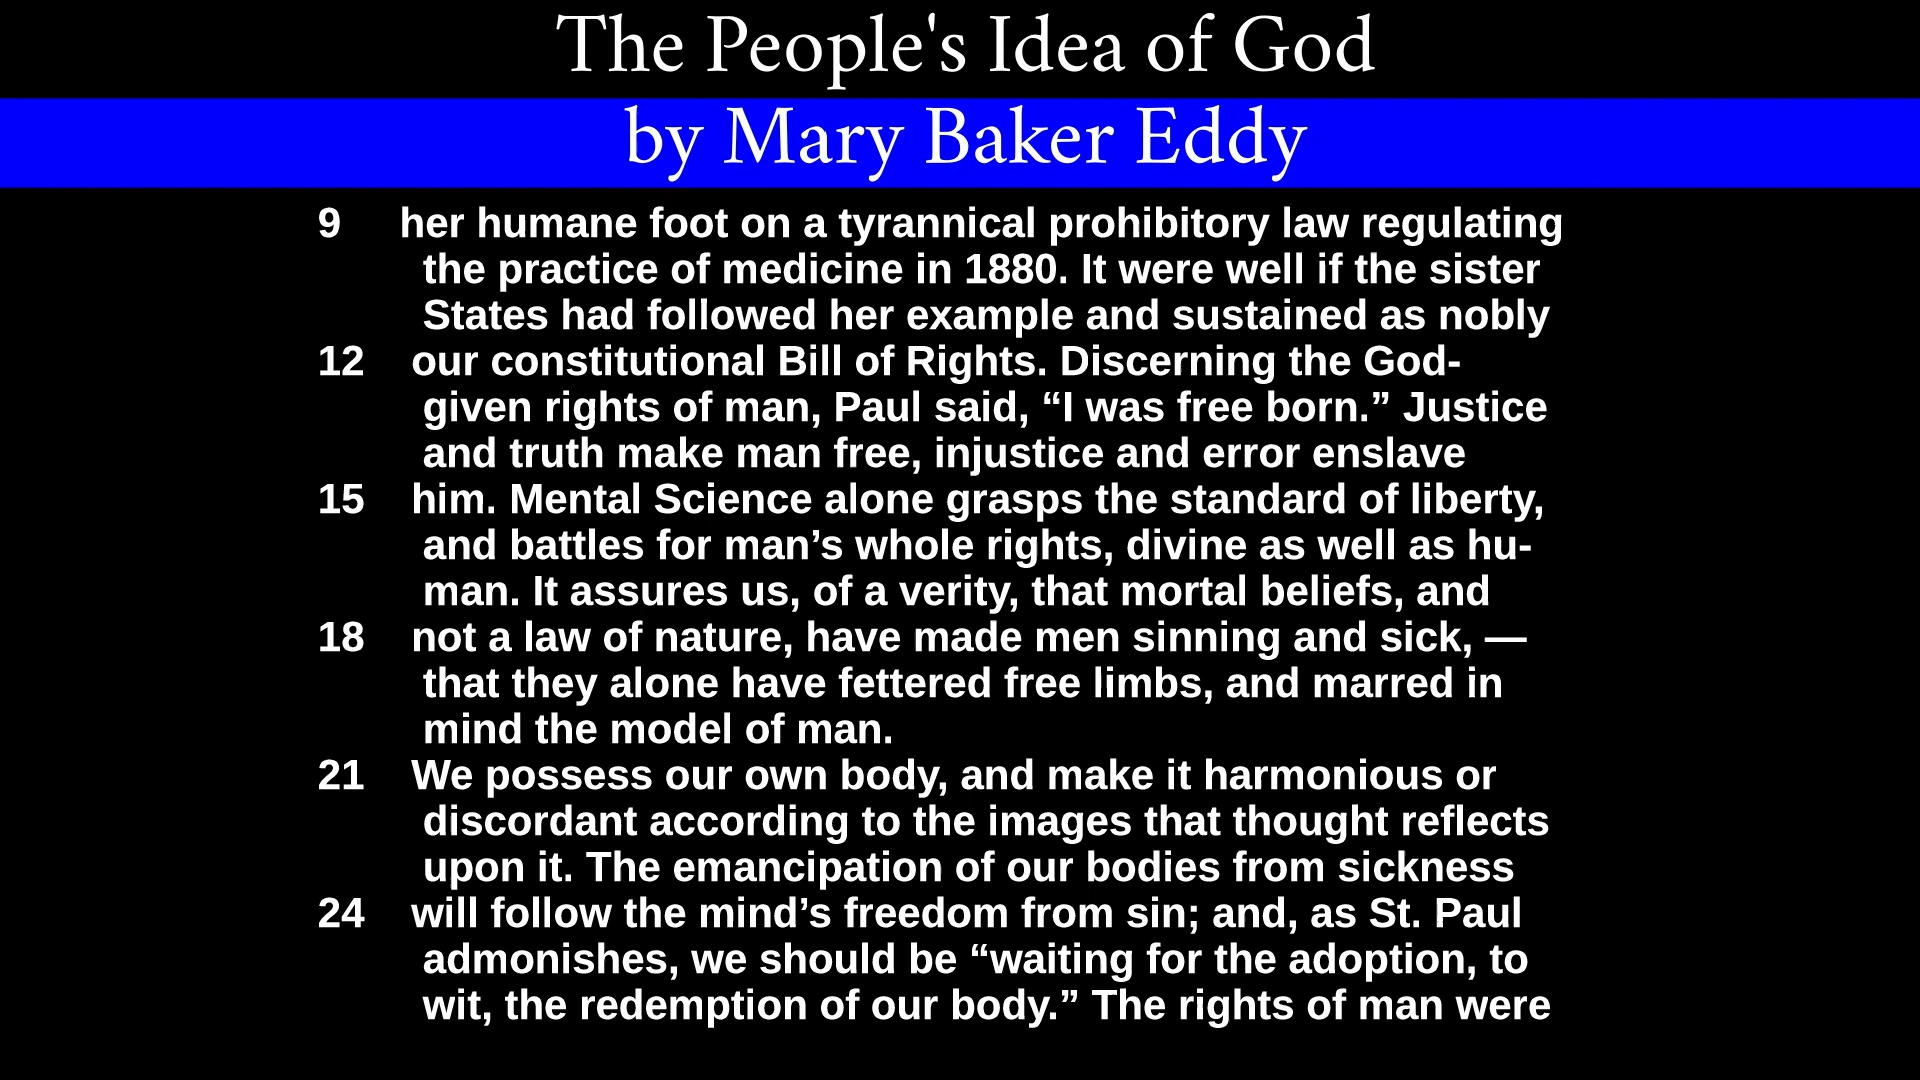 The People's Idea of God
by Mary Baker Eddy
9 her humane foot on a tyrannical prohibitory law regulating
the practice of medicine in 1880. It were well if the sister
States had followed her example and sustained as nobly
12 our constitutional Bill of Rights. Discerning the God-
given rights of man, Paul said, “I was free born.” Justice
and truth make man free, injustice and error enslave
15 him. Mental Science alone grasps the standard of liberty,
and battles for man’s whole rights, divine as well as hu-
man. It assures us, of a verity, that mortal beliefs, and
18 not a law of nature, have made men sinning and sick, —
that they alone have fettered free limbs, and marred in
mind the model of man.
21 We possess our own body, and make it harmonious or
discordant according to the images that thought reflects
upon it. The emancipation of our bodies from sickness
24 will follow the mind’s freedom from sin; and, as St. Paul
admonishes, we should be “waiting for the adoption, to
wit, the redemption of our body.” The rights of man were